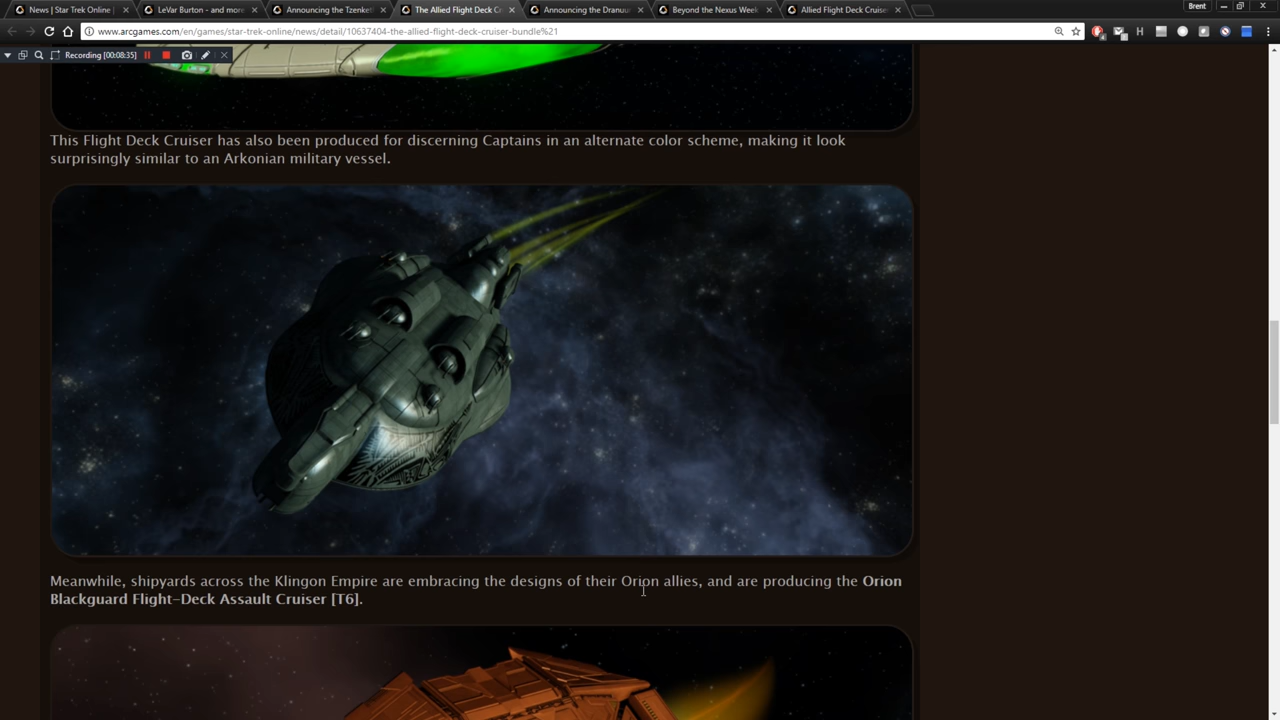 News | Star Trek Online
LeVar Burton - and more
Announcing the Tzenket
The Allied Flight Deck C
Announcing the Dranuu
Beyond the Nexus Week
Allied Flight Deck Cruise
Brent
www.arcgames.com/en/games/star-trek-online/news/detail/10637404-the-allied-flight-deck-cruiser-bundle%21
Recording [00:08:35]
This Flight Deck Cruiser has also been produced for discerning Captains in an alternate color scheme, making it look
surprisingly similar to an Arkonian military vessel.
Meanwhile, shipyards across the Klingon Empire are embracing the designs of their Orion allies, and are producing the Orion
Blackguard Flight-Deck Assault Cruiser [T6].